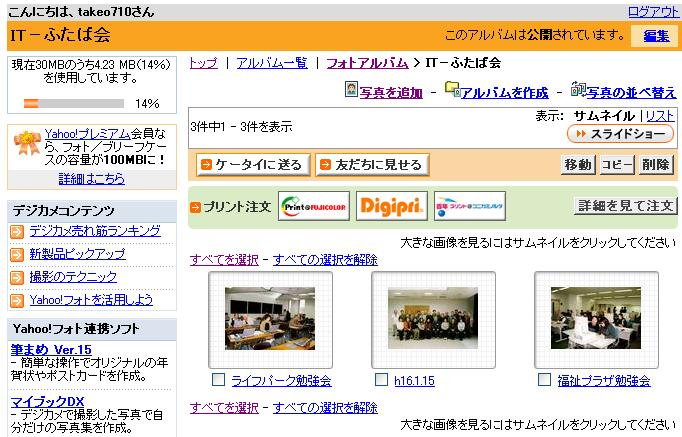 こんにちは、takeo710さん
ログアウト
ITーふたば会
このアルバムは公開されています。
編集
現在30MBのうち4.23 MB(14%)
を使用しています。
14%
Yahoo!プレミアム会員な
ら、フォト/ブリーフケー
スの容量が100MBに!
詳細はこちら
デジカメコンテンツ
デジカメ売れ筋ランキング
新製品ピックアップ
撮影のテクニック
Yahoo!フォトを活用しよう
Yahoo!フォト連携ソフト
筆まめ Ver.15
- 簡単な操作でオリジナルの年
賀状やポストカードを作成。
マイブックDX
- デジカメで撮影した写真で自
分だけの写真集を作成。
トップ | アルバム一覧 | フォトアルバム > ITーふたば会
写真を追加 - アルバムを作成 - 写真の並べ替え
3件中1 - 3件を表示
表示: サムネイル | リスト
スライドショー
ケータイに送る
友だちに見せる
移動 コピー 削除
プリント注文
Print@FUJICOLOR
Digipri.
百年プリント@コニカミノルタ
詳細を見て注文
大きな画像を見るにはサムネイルをクリックしてください
すべてを選択 - すべての選択を解除
ライフパーク勉強会
h16.1.15
福祉プラザ勉強会
すべてを選択 - すべての選択を解除
大きな画像を見るにはサムネイルをクリックしてください